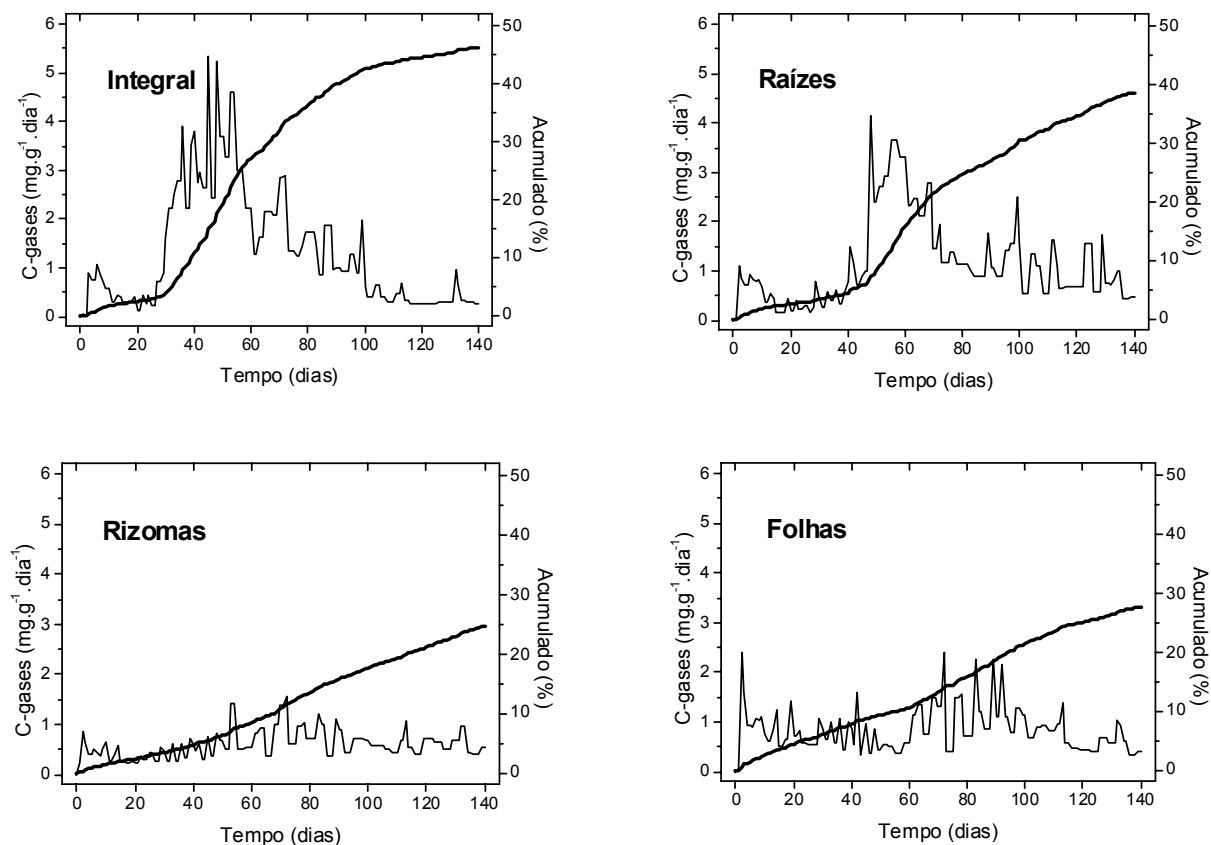 Integral
C-gases (mg.g⁻¹.dia⁻¹)
6
5
4
3
2
1
0
50
40
30
20
10
0
Acumulado (%)
0 20 40 60 80 100 120 140
Tempo (dias)
Raízes
C-gases (mg.g⁻¹.dia⁻¹)
6
5
4
3
2
1
0
50
40
30
20
10
0
Acumulado (%)
0 20 40 60 80 100 120 140
Tempo (dias)
Rizomas
C-gases (mg.g⁻¹.dia⁻¹)
6
5
4
3
2
1
0
50
40
30
20
10
0
Acumulado (%)
0 20 40 60 80 100 120 140
Tempo (dias)
Folhas
C-gases (mg.g⁻¹.dia⁻¹)
6
5
4
3
2
1
0
50
40
30
20
10
0
Acumulado (%)
0 20 40 60 80 100 120 140
Tempo (dias)